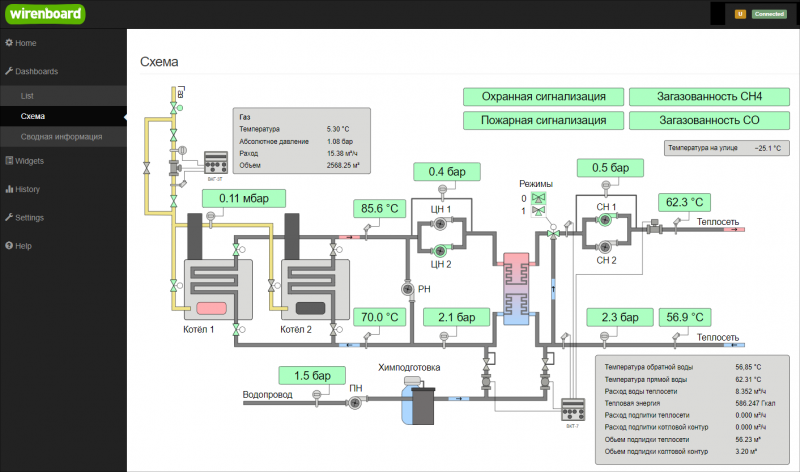 wirenboard
U
Connected
Home
Dashboards
List
Схема
Сводная информация
Widgets
History
Settings
Help
Схема
Охранная сигнализация
Загазованность CH4
Пожарная сигнализация
Загазованность CO
Температура на улице −25.1 °C
Газ
Температура 5.30 °C
Абсолютное давление 1.08 бар
Расход 15.38 м³/ч
Объем 2568.25 м³
0.11 мбар
85.6 °C
0.4 бар
ЦН 1
ЦН 2
Режимы
0
1
0.5 бар
СН 1
СН 2
62.3 °C
Теплосеть
РН
Котёл 1
Котёл 2
70.0 °C
2.1 бар
2.3 бар
56.9 °C
Теплосеть
Химподготовка
1.5 бар
Водопровод
ПН
ВКТ-7
Температура обратной воды 56,85 °C
Температура прямой воды 62.31 °C
Расход воды теплосети 8.352 м³/ч
Тепловая энергия 586.247 Гкал
Расход подпитки теплосети 0.000 м³/ч
Расход подпитки котловой контур 0.000 м³/ч
Объем подпидки теплосети 56.23 м³
Объем подпидки коптовой контур 3.20 м³